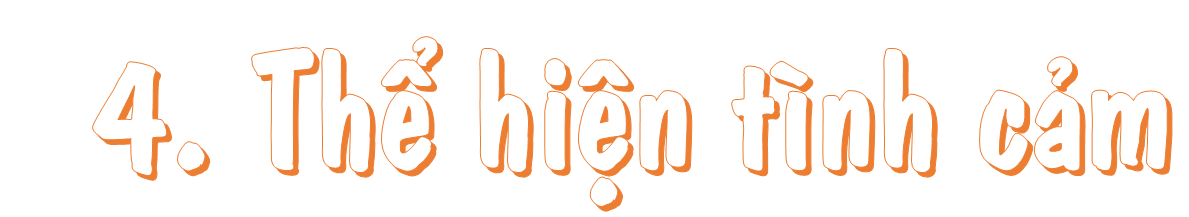 4. Thể hiện tình cảm